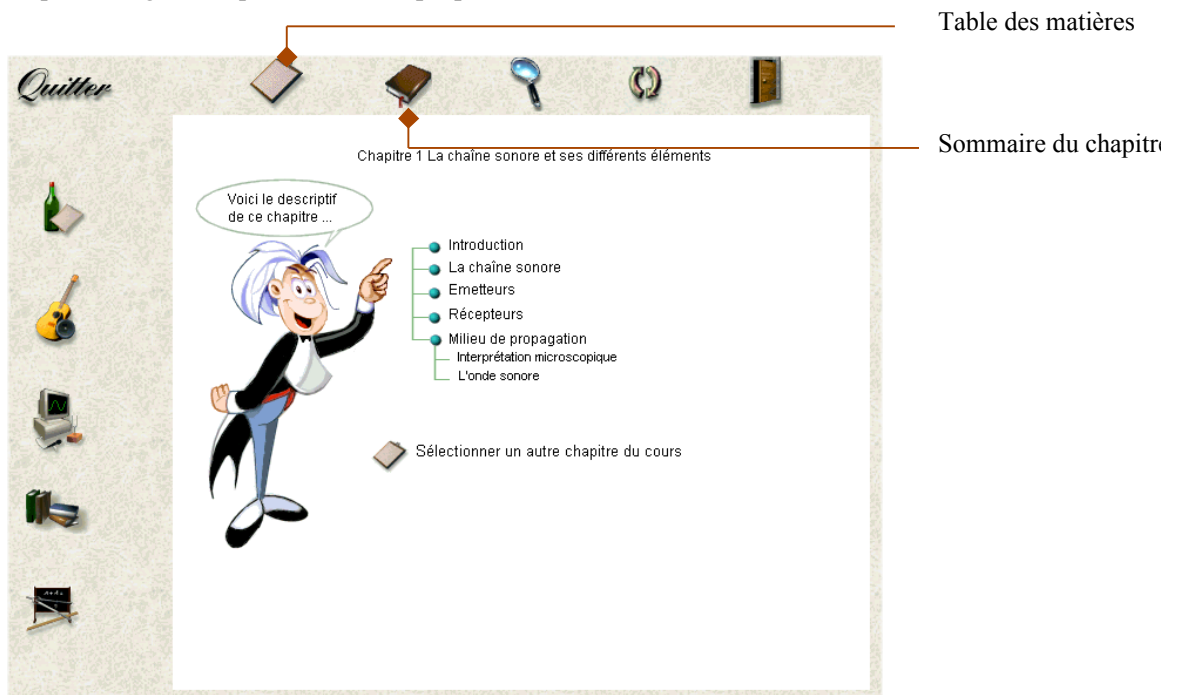 Table des matières
Quitter
Sommaire du chapitre
Chapitre 1 La chaîne sonore et ses différents éléments
Voici le descriptif
de ce chapitre ...
Introduction
La chaîne sonore
Emetteurs
Récepteurs
Milieu de propagation
Interprétation microscopique
L'onde sonore
Sélectionner un autre chapitre du cours